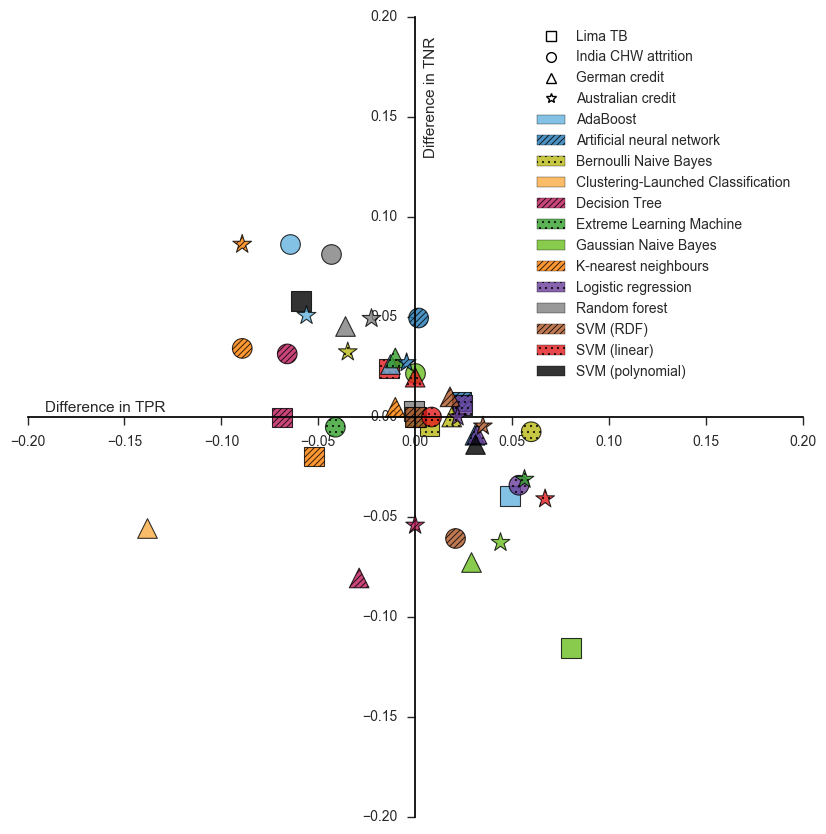 0.20
Difference in TNR
Lima TB
India CHW attrition
German credit
Australian credit
AdaBoost
Artificial neural network
Bernoulli Naive Bayes
Clustering-Launched Classification
Decision Tree
Extreme Learning Machine
Gaussian Naive Bayes
K-nearest neighbours
Logistic regression
Random forest
SVM (RDF)
SVM (linear)
SVM (polynomial)
0.15
0.10
0.05
Difference in TPR
0.00
−0.20
−0.15
−0.10
−0.05
0.00
0.05
0.10
0.15
0.20
−0.05
−0.10
−0.15
−0.20